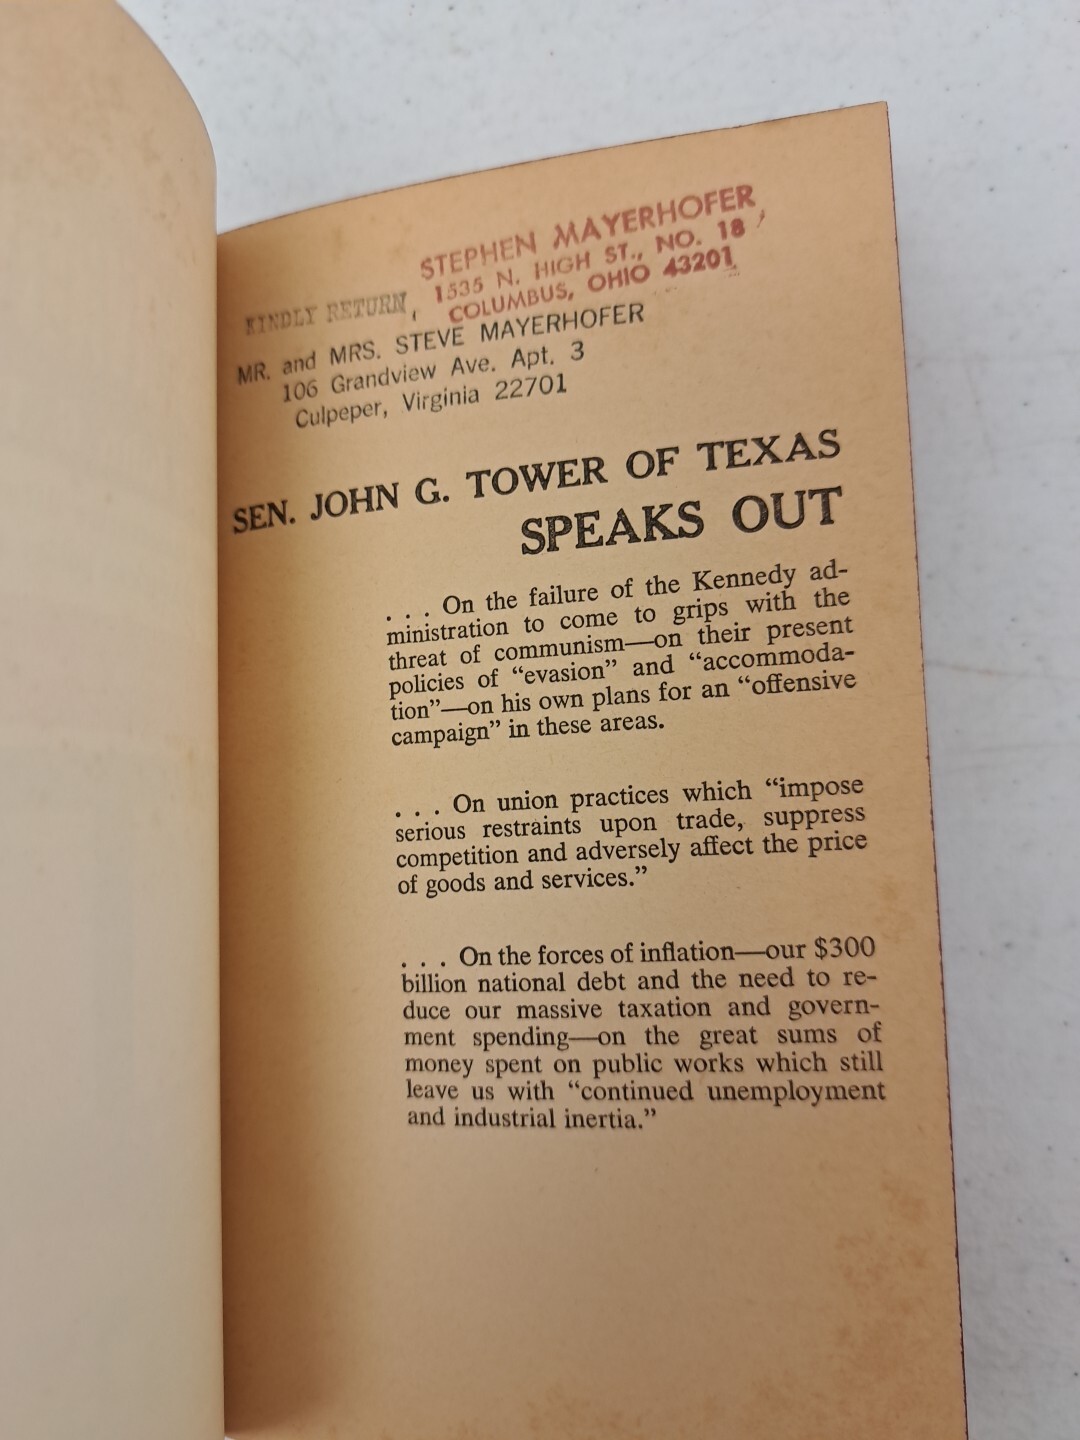 STEPHEN MAYERHOFER
1535 N. HIGH ST., NO. 18
COLUMBUS, OHIO 43201
KINDLY RETURN,
MR. and MRS. STEVE MAYERHOFER
106 Grandview Ave. Apt. 3
Culpeper, Virginia 22701
SEN. JOHN G. TOWER OF TEXAS
SPEAKS OUT
. . . On the failure of the Kennedy ad-
ministration to come to grips with the
threat of communism—on their present
policies of “evasion” and “accommoda-
tion”—on his own plans for an “offensive
campaign” in these areas.
. . . On union practices which “impose
serious restraints upon trade, suppress
competition and adversely affect the price
of goods and services.”
. . . On the forces of inflation—our $300
billion national debt and the need to re-
duce our massive taxation and govern-
ment spending—on the great sums of
money spent on public works which still
leave us with “continued unemployment
and industrial inertia.”